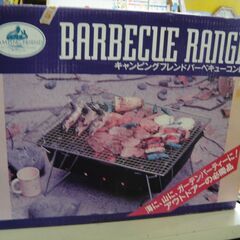 CAMPING FRIENDS
BARBECUE RANGE
キャンピングフレンドバーベキューコン
海に、山に、ガーデンパーティーに!
アウトドアーの必需品